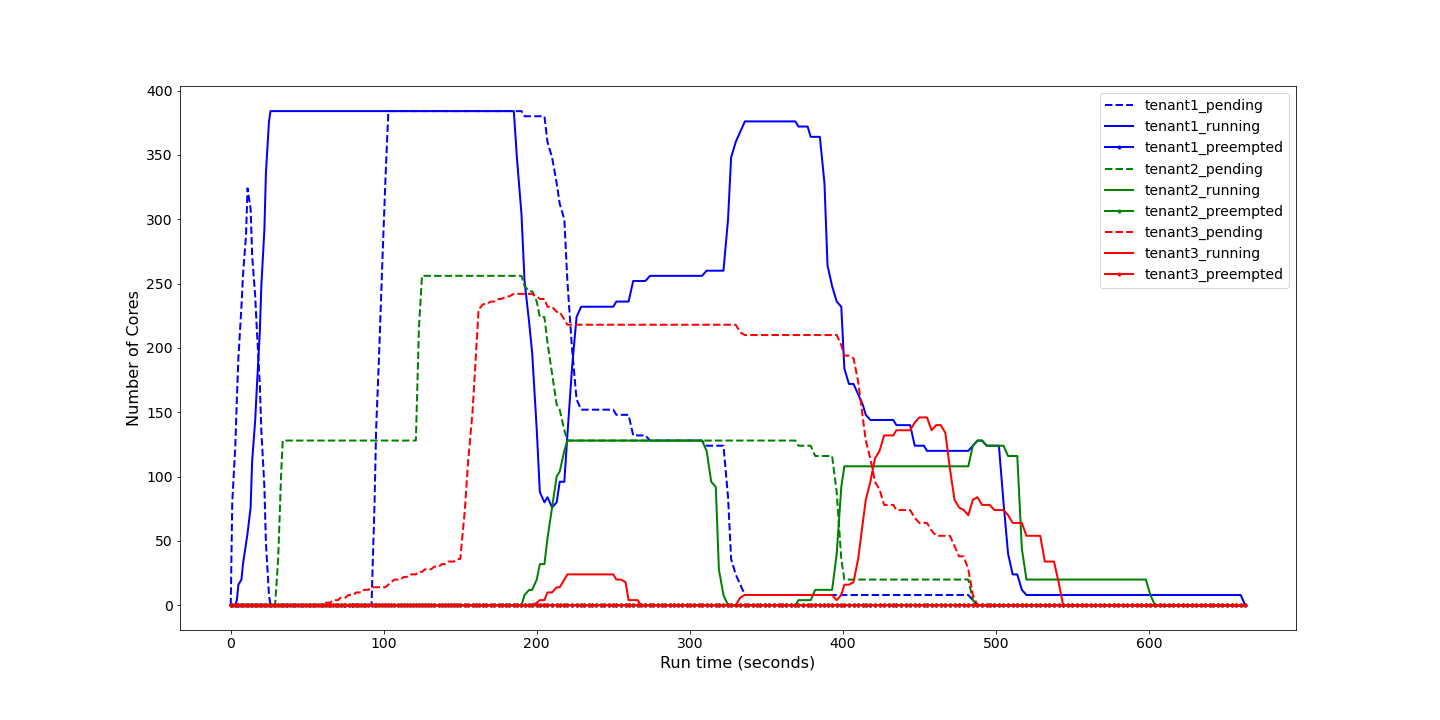 400
350
300
250
200
150
100
50
0
Number of Cores
0 100 200 300 400 500 600
Run time (seconds)
tenant1_pending
tenant1_running
tenant1_preempted
tenant2_pending
tenant2_running
tenant2_preempted
tenant3_pending
tenant3_running
tenant3_preempted